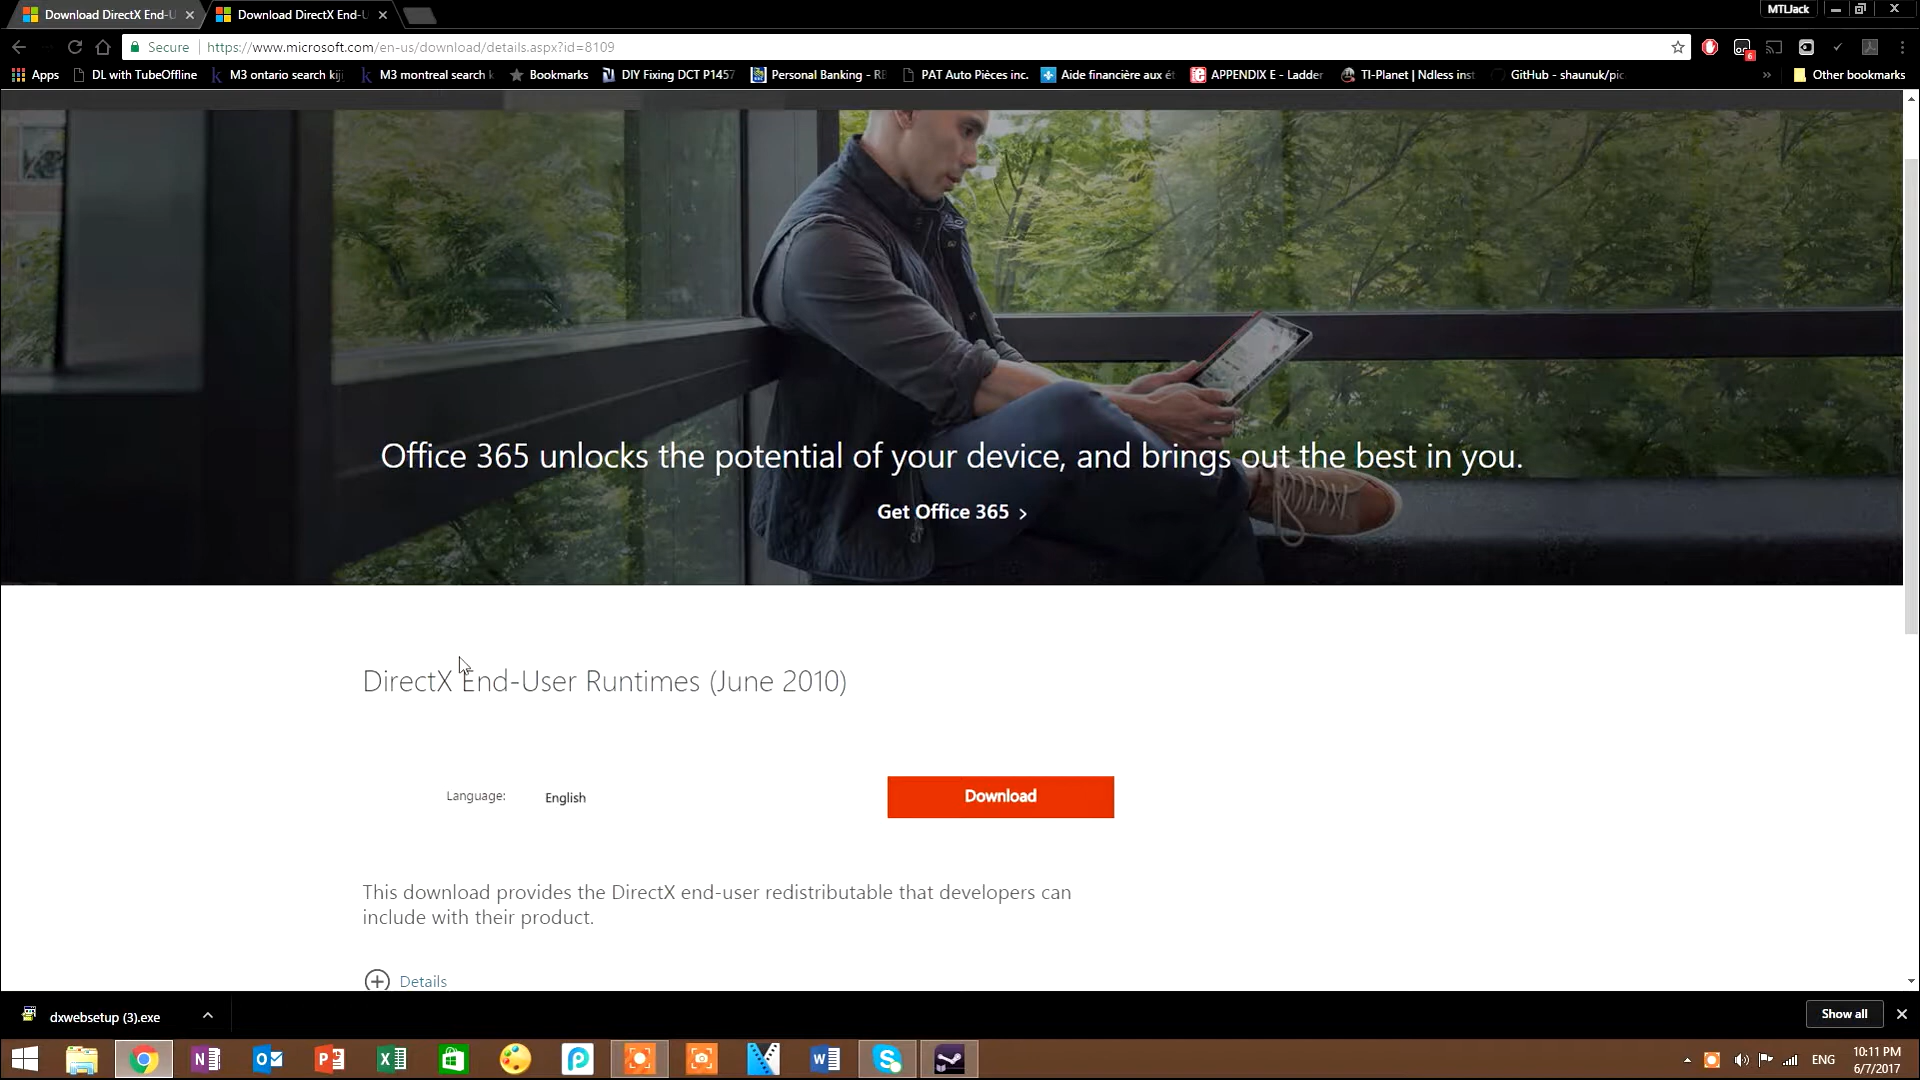 Download DirectX End-U
Download DirectX End-U
MTLJack
Secure
https://www.microsoft.com/en-us/download/details.aspx?id=8109
6
Apps
DL with TubeOffline
M3 ontario search kiji
M3 montreal search k
Bookmarks
DIY Fixing DCT P1457
Personal Banking - RB
PAT Auto Pièces inc.
Aide financière aux ét
APPENDIX E - Ladder
TI-Planet | Ndless inst
GitHub - shaunuk/pic
Other bookmarks
Office 365 unlocks the potential of your device, and brings out the best in you.
Get Office 365
DirectX End-User Runtimes (June 2010)
Language:
English
Download
This download provides the DirectX end-user redistributable that developers can
include with their product.
Details
dxwebsetup (3).exe
Show all
ENG
10:11 PM
6/7/2017